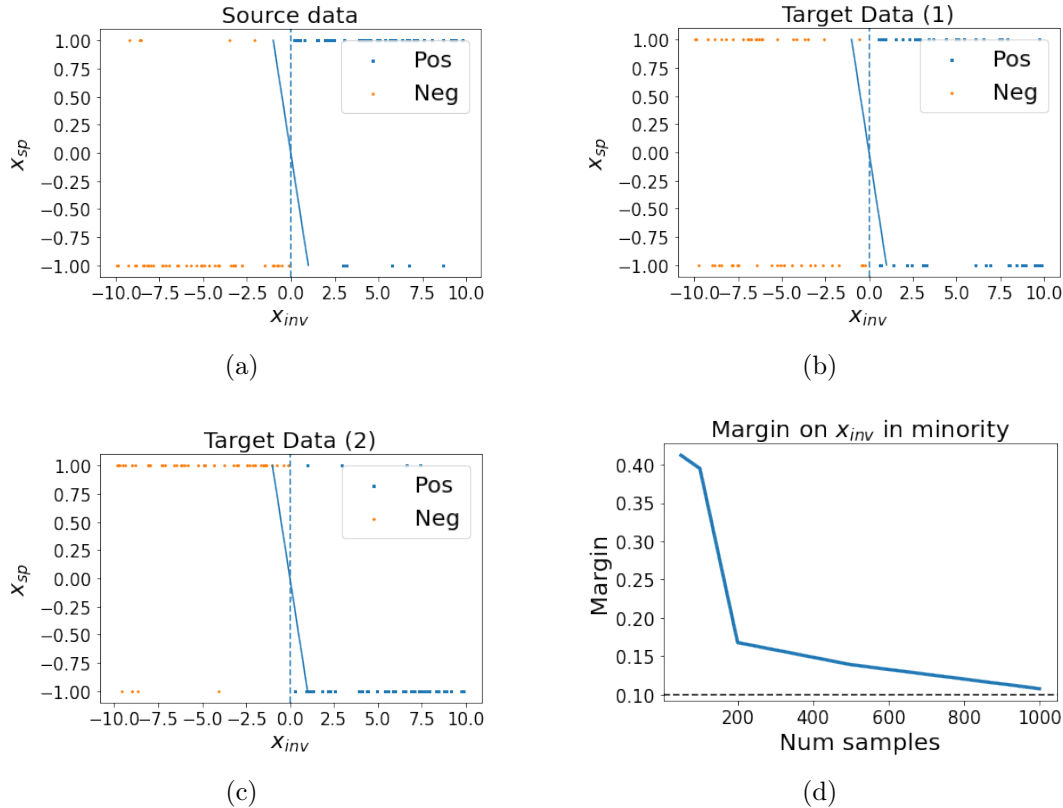 Source data
1.00
0.75
0.50
0.25
0.00
−0.25
−0.50
−0.75
−1.00
x_sp
Pos
Neg
−10.0 −7.5 −5.0 −2.5 0.0 2.5 5.0 7.5 10.0
x_inv
(a)
Target Data (1)
1.00
0.75
0.50
0.25
0.00
−0.25
−0.50
−0.75
−1.00
x_sp
Pos
Neg
−10.0 −7.5 −5.0 −2.5 0.0 2.5 5.0 7.5 10.0
x_inv
(b)
Target Data (2)
1.00
0.75
0.50
0.25
0.00
−0.25
−0.50
−0.75
−1.00
x_sp
Pos
Neg
−10.0 −7.5 −5.0 −2.5 0.0 2.5 5.0 7.5 10.0
x_inv
(c)
Margin on x_inv in minority
0.40
0.35
0.30
0.25
0.20
0.15
0.10
Margin
200 400 600 800 1000
Num samples
(d)